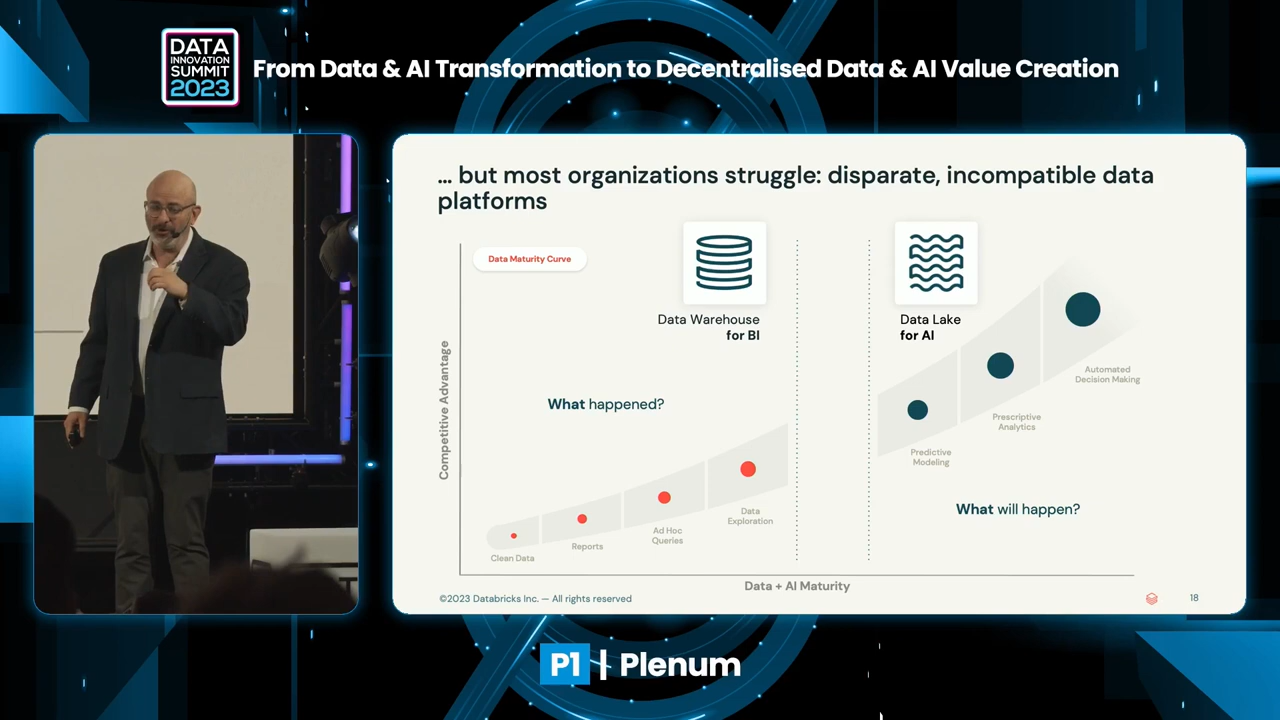 DATA
INNOVATION
SUMMIT
2023
From Data & AI Transformation to Decentralised Data & AI Value Creation
... but most organizations struggle: disparate, incompatible data
platforms
Data Maturity Curve
Data Warehouse
for BI
Data Lake
for AI
Competitive Advantage
What happened?
What will happen?
Clean Data
Reports
Ad Hoc
Queries
Data
Exploration
Predictive
Modeling
Prescriptive
Analytics
Automated
Decision Making
Data + AI Maturity
©2023 Databricks Inc. — All rights reserved
18
P1 | Plenum